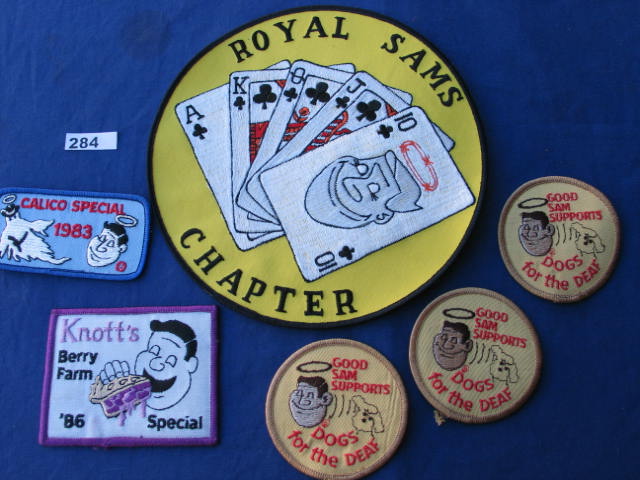 ROYAL SAMS
A
K
Q
J
10
10
CHAPTER
284
CALICO SPECIAL
1983
Knott's
Berry
Farm
'86 Special
GOOD
SAM
SUPPORTS
DOGS
for the DEAF
GOOD
SAM
SUPPORTS
DOGS
for the DEAF
GOOD
SAM
SUPPORTS
DOGS
for the DEAF